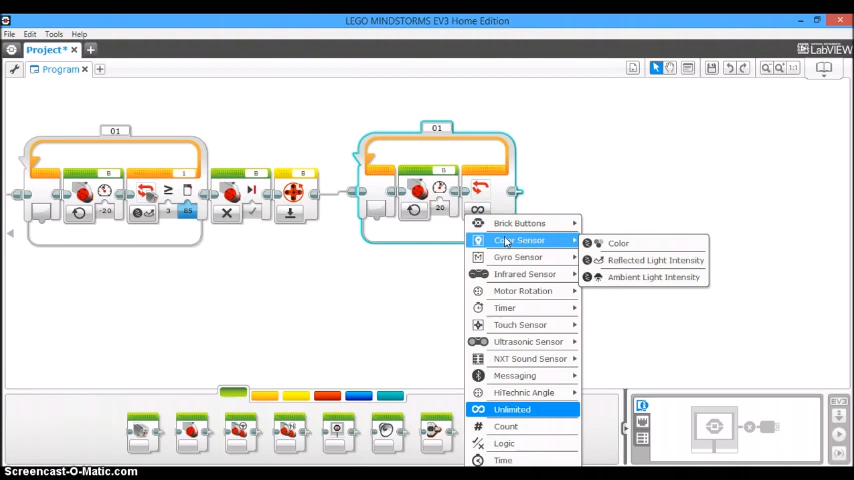 LEGO MINDSTORMS EV3 Home Edition
File Edit Tools Help
Project* ×
LabVIEW
Program ×
1:1
01
01
B
1
B
B
B
-20
≥
3
85
20
Brick Buttons
Color Sensor
Gyro Sensor
Infrared Sensor
Motor Rotation
Timer
Touch Sensor
Ultrasonic Sensor
NXT Sound Sensor
Messaging
HiTechnic Angle
Unlimited
Count
Logic
Time
Color
Reflected Light Intensity
Ambient Light Intensity
EV3
Screencast-O-Matic.com